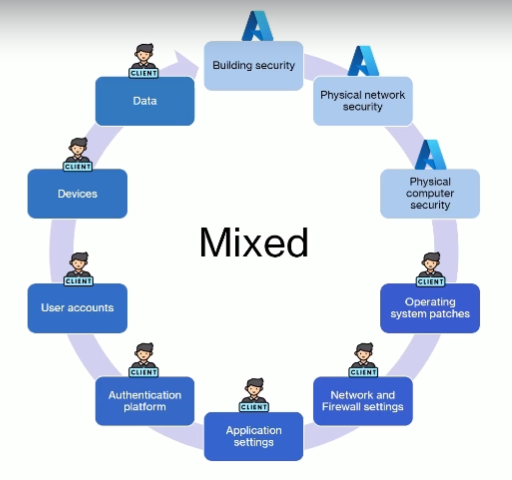 Building security
Physical network
security
Physical
computer
security
CLIENT
Operating
system patches
CLIENT
Network and
Firewall settings
CLIENT
Application
settings
CLIENT
Authentication
platform
CLIENT
User accounts
CLIENT
Devices
CLIENT
Data
Mixed